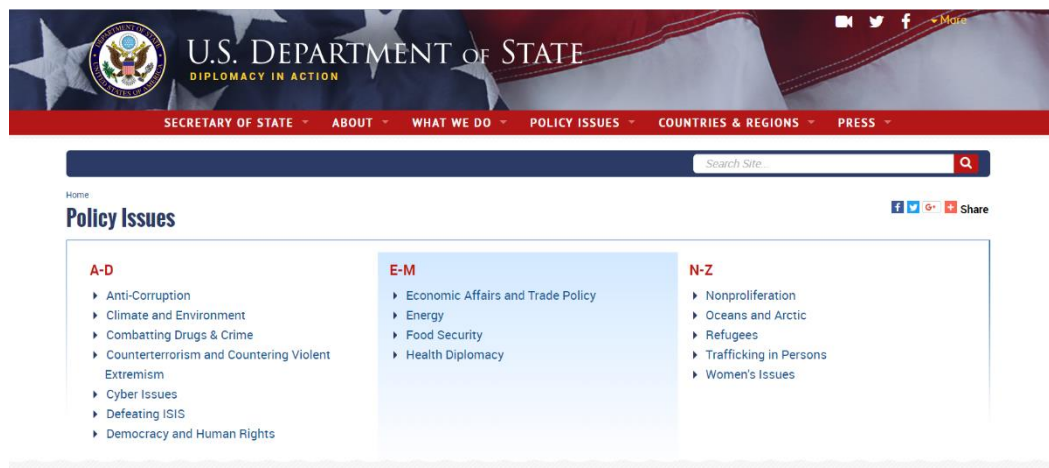 More
U.S. DEPARTMENT OF STATE
DIPLOMACY IN ACTION
SECRETARY OF STATE ABOUT WHAT WE DO POLICY ISSUES COUNTRIES & REGIONS PRESS
Search Site...
Home
Policy Issues
Share
A-D
Anti-Corruption
Climate and Environment
Combatting Drugs & Crime
Counterterrorism and Countering Violent
Extremism
Cyber Issues
Defeating ISIS
Democracy and Human Rights
E-M
Economic Affairs and Trade Policy
Energy
Food Security
Health Diplomacy
N-Z
Nonproliferation
Oceans and Arctic
Refugees
Trafficking in Persons
Women's Issues